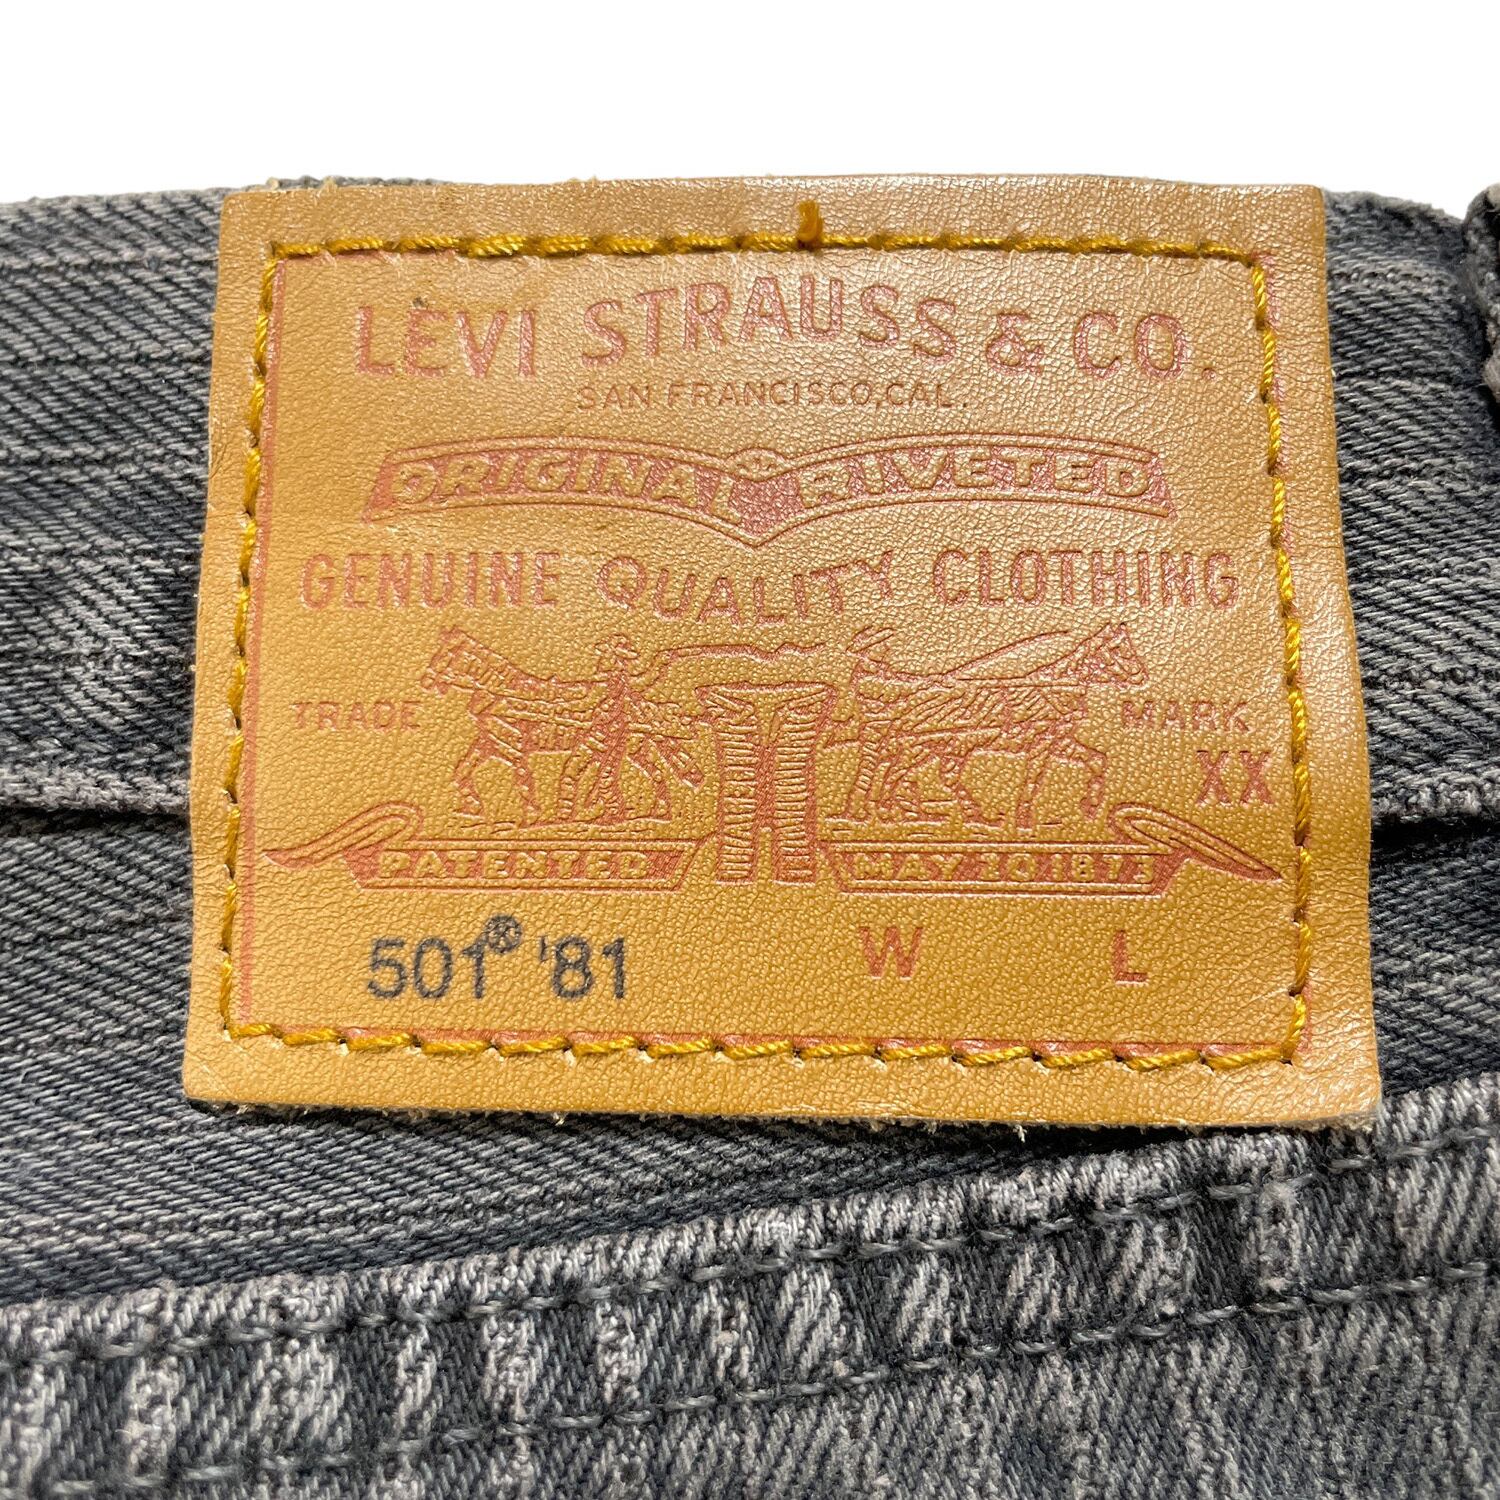 LEVI STRAUSS & CO.
SAN FRANCISCO, CAL.
ORIGINAL RIVETED
GENUINE QUALITY CLOTHING
TRADE MARK
XX
PATENTED MAY 20 1873
501® '81 W L